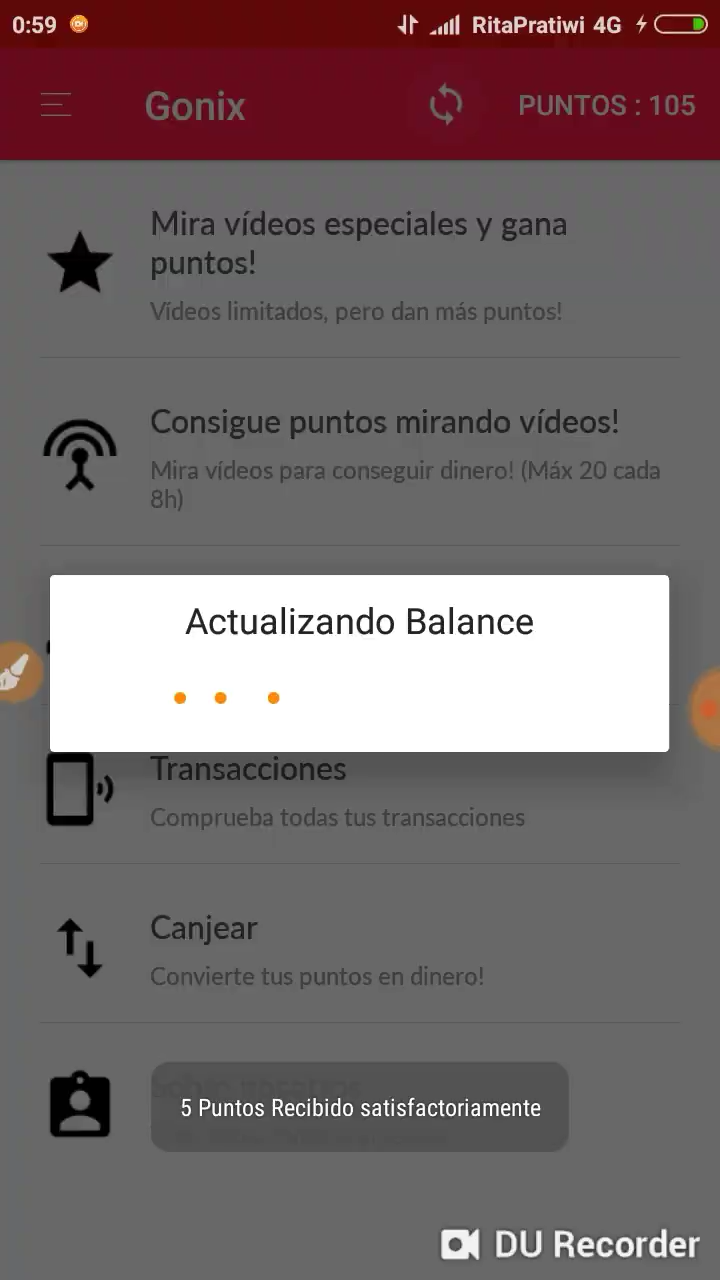 0:59 RitaPratiwi 4G
Gonix PUNTOS : 105
Mira vídeos especiales y gana
puntos!
Vídeos limitados, pero dan más puntos!
Consigue puntos mirando vídeos!
Mira vídeos para conseguir dinero! (Máx 20 cada
8h)
Actualizando Balance
Transacciones
Comprueba todas tus transacciones
Canjear
Convierte tus puntos en dinero!
5 Puntos Recibido satisfactoriamente
DU Recorder